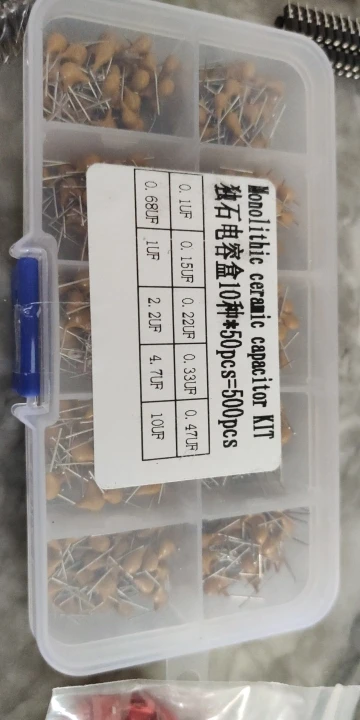 Monolithic ceramic capacitor KIT
独石电容盒10种*50pcs=500pcs
0.1UF 0.15UF 0.22UF 0.33UF 0.47UF
0.68UF 1UF 2.2UF 4.7UF 10UF